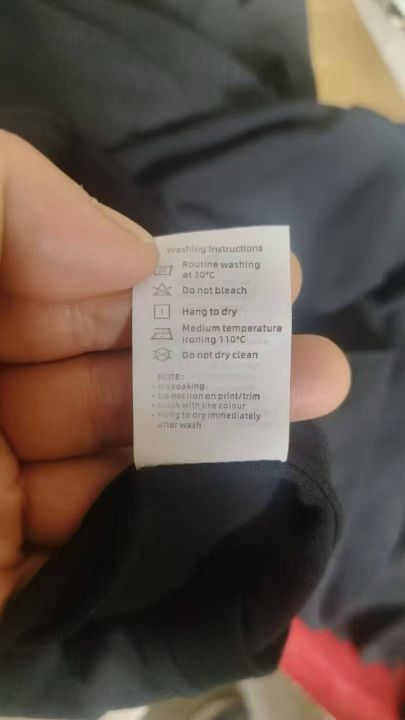 washing instructions
30
Routine washing
at 30°C
Do not bleach
Hang to dry
Medium temperature
ironing 110°C
Do not dry clean
NOTE:
• No soaking
• Do not iron on print/trim
• Wash with like colour
• Hang to dry immediately
after wash